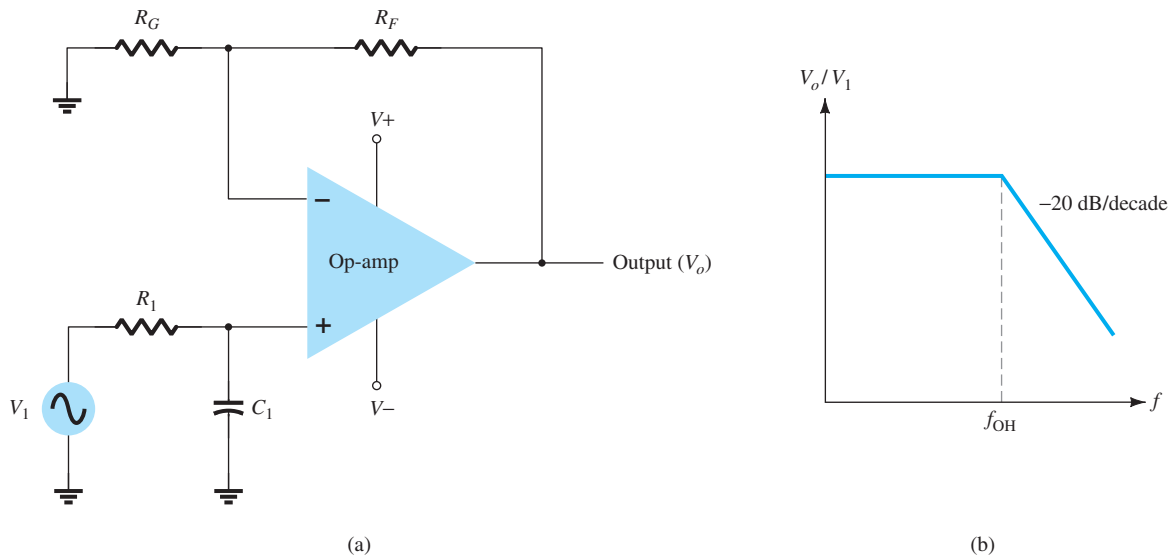 R_G
R_F
V+
−
Op-amp
Output (V_o)
R_1
+
V_1
C_1
V−
(a)
V_o / V_1
−20 dB/decade
f
f_OH
(b)